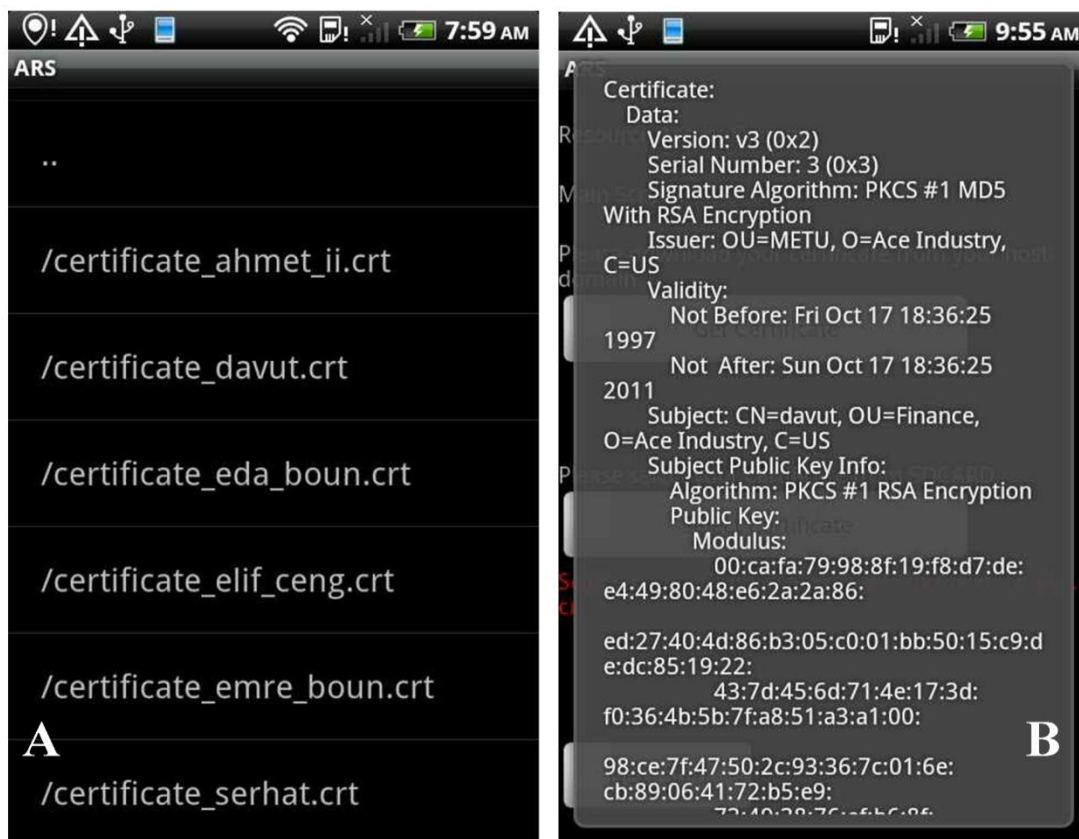 7:59 AM
ARS
..
/certificate_ahmet_ii.crt
/certificate_davut.crt
/certificate_eda_boun.crt
/certificate_elif_ceng.crt
/certificate_emre_boun.crt
/certificate_serhat.crt
A
9:55 AM
Certificate:
Data:
Version: v3 (0x2)
Serial Number: 3 (0x3)
Signature Algorithm: PKCS #1 MD5
With RSA Encryption
Issuer: OU=METU, O=Ace Industry,
C=US
Validity:
Not Before: Fri Oct 17 18:36:25
1997
Not After: Sun Oct 17 18:36:25
2011
Subject: CN=davut, OU=Finance,
O=Ace Industry, C=US
Subject Public Key Info:
Algorithm: PKCS #1 RSA Encryption
Public Key:
Modulus:
00:ca:fa:79:98:8f:19:f8:d7:de:
e4:49:80:48:e6:2a:2a:86:
ed:27:40:4d:86:b3:05:c0:01:bb:50:15:c9:d
e:dc:85:19:22:
43:7d:45:6d:71:4e:17:3d:
f0:36:4b:5b:7f:a8:51:a3:a1:00:
98:ce:7f:47:50:2c:93:36:7c:01:6e:
cb:89:06:41:72:b5:e9:
B